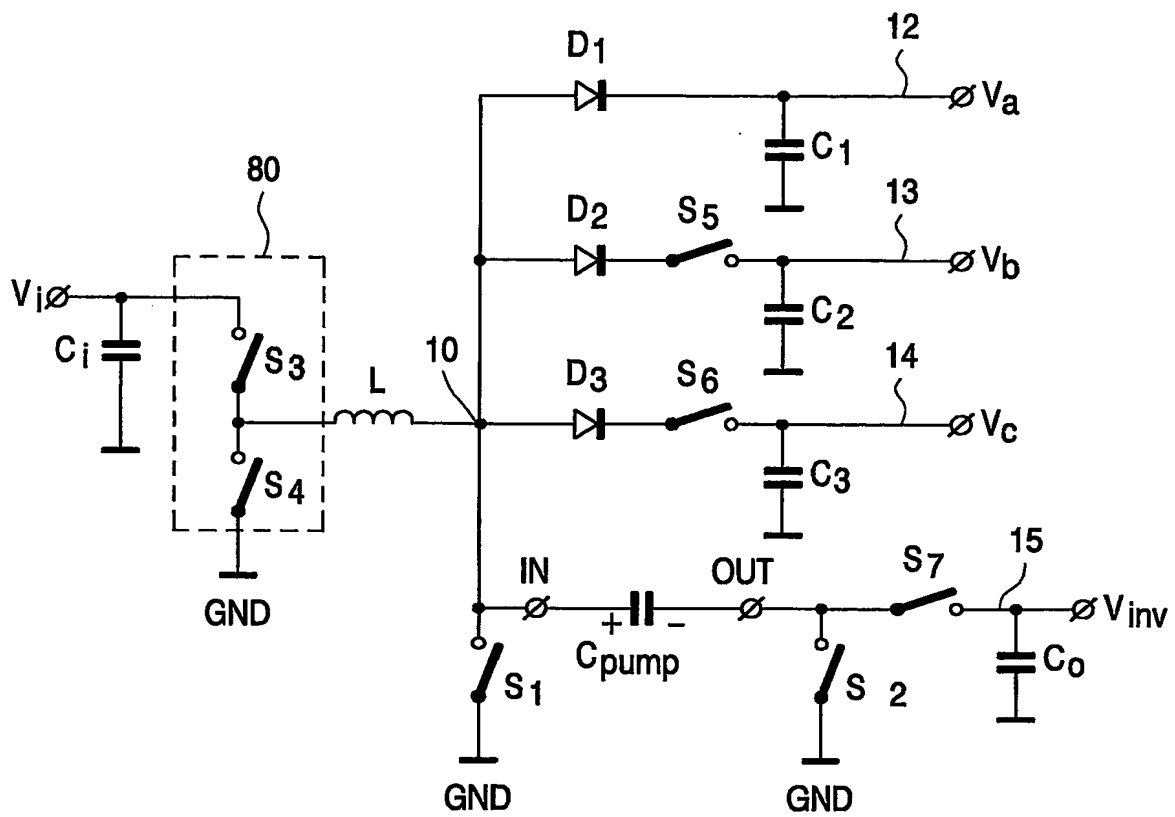 12
D1
Va
C1
80
13
D2
S5
Vb
C2
Vi
Ci
S3
10
L
14
D3
S6
Vc
C3
S4
GND
IN
OUT
S7
15
Vinv
+ -
Cpump
Co
S1
S 2
GND
GND